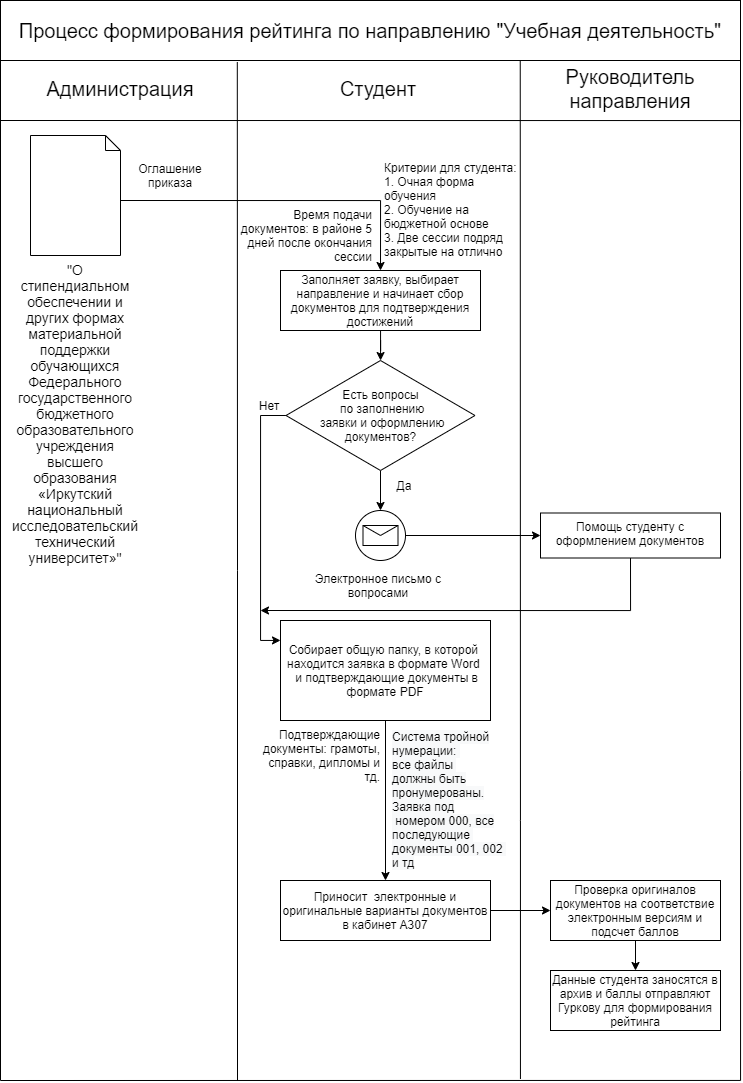 Процесс формирования рейтинга по направлению "Учебная деятельность"
Администрация
Студент
Руководитель
направления
Оглашение
приказа
"О
стипендиальном
обеспечении и
других формах
материальной
поддержки
обучающихся
Федерального
государственного
бюджетного
образовательного
учреждения
высшего
образования
«Иркутский
национальный
исследовательский
технический
университет»"
Критерии для студента:
1. Очная форма
обучения
2. Обучение на
бюджетной основе
3. Две сессии подряд
закрытые на отлично
Время подачи
документов: в районе 5
дней после окончания
сессии
Заполняет заявку, выбирает
направление и начинает сбор
документов для подтверждения
достижений
Есть вопросы
по заполнению
заявки и оформлению
документов?
Нет
Да
Электронное письмо с
вопросами
Помощь студенту с
оформлением документов
Собирает общую папку, в которой
находится заявка в формате Word
и подтверждающие документы в
формате PDF
Подтверждающие
документы: грамоты,
справки, дипломы и
тд.
Система тройной
нумерации:
все файлы
должны быть
пронумерованы.
Заявка под
номером 000, все
последующие
документы 001, 002
и тд
Приносит электронные и
оригинальные варианты документов
в кабинет А307
Проверка оригиналов
документов на соответствие
электронным версиям и
подсчет баллов
Данные студента заносятся в
архив и баллы отправляют
Гуркову для формирования
рейтинга